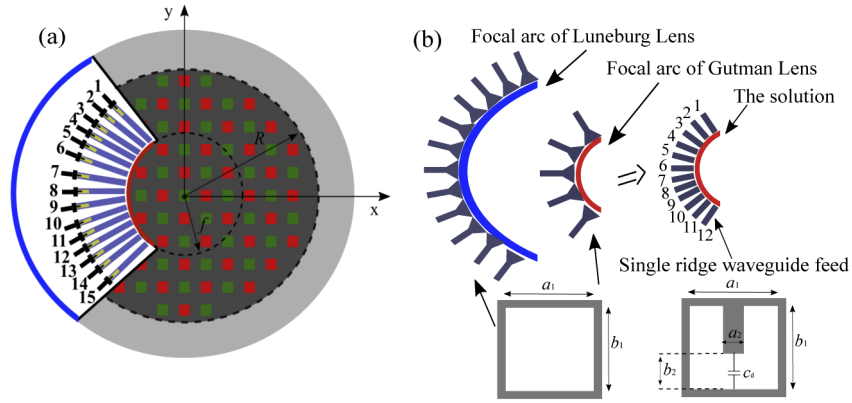 (a)
y
x
R
f
1
2
3
4
5
6
7
8
9
10
11
12
13
14
15
(b)
Focal arc of Luneburg Lens
Focal arc of Gutman Lens
The solution
1
2
3
4
5
6
7
8
9
10
11
12
Single ridge waveguide feed
a₁
b₁
a₁
a₂
b₁
b₂
c_d